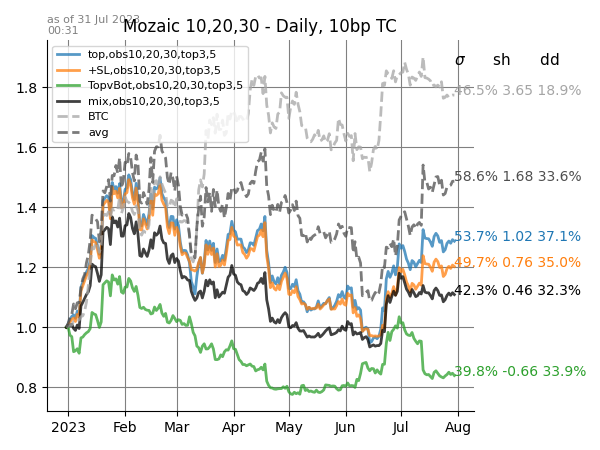 as of 31 Jul 2023
00:31
Mozaic 10,20,30 - Daily, 10bp TC
σ sh dd
top,obs10,20,30,top3,5
+SL,obs10,20,30,top3,5
TopvBot,obs10,20,30,top3,5
mix,obs10,20,30,top3,5
BTC
avg
46.5% 3.65 18.9%
58.6% 1.68 33.6%
53.7% 1.02 37.1%
49.7% 0.76 35.0%
42.3% 0.46 32.3%
39.8% -0.66 33.9%
1.8
1.6
1.4
1.2
1.0
0.8
2023 Feb Mar Apr May Jun Jul Aug